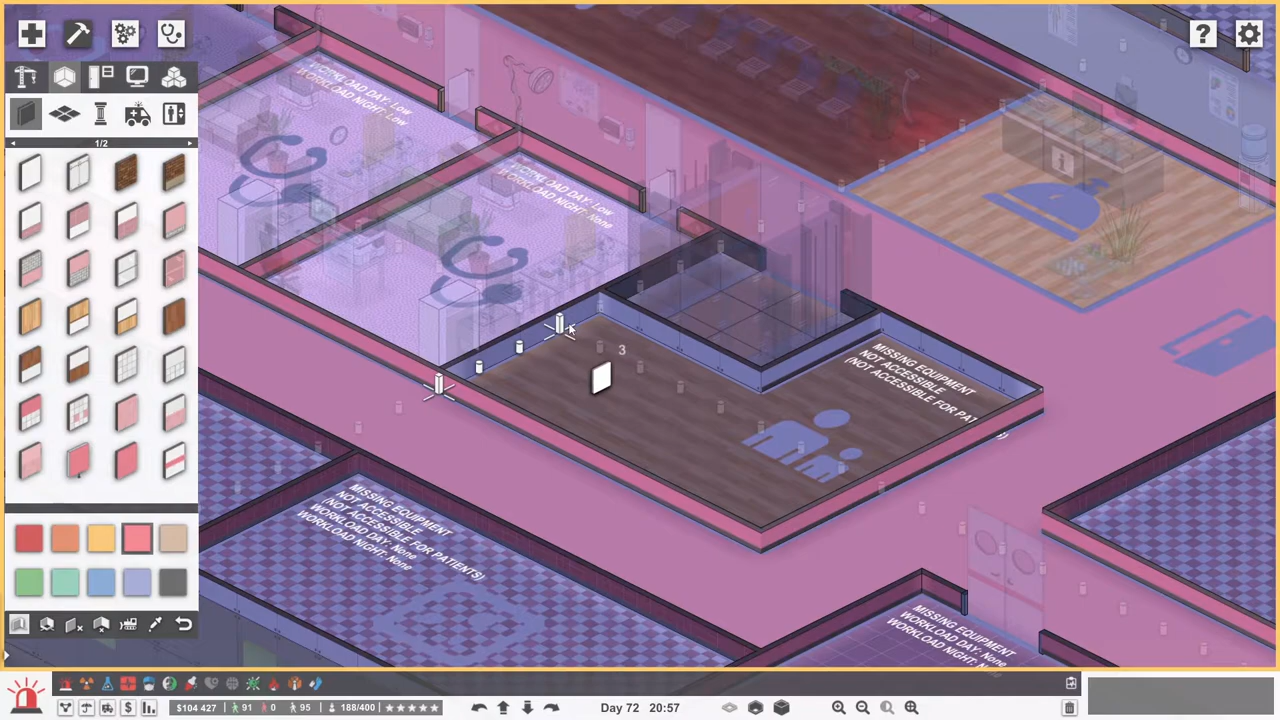 ?
1/2
WORKLOAD DAY: Low
WORKLOAD NIGHT: Low
WORKLOAD DAY: Low
WORKLOAD NIGHT: None
i
3
MISSING EQUIPMENT
NOT ACCESSIBLE
(NOT ACCESSIBLE FOR PAT
MISSING EQUIPMENT
NOT ACCESSIBLE
(NOT ACCESSIBLE FOR PATIENTS)
WORKLOAD DAY: None
WORKLOAD NIGHT: None
MISSING EQUIPMENT
WORKLOAD DAY: None
WORKLOAD NIGHT: N
$104 427 91 0 95 188/400
Day 72 20:57